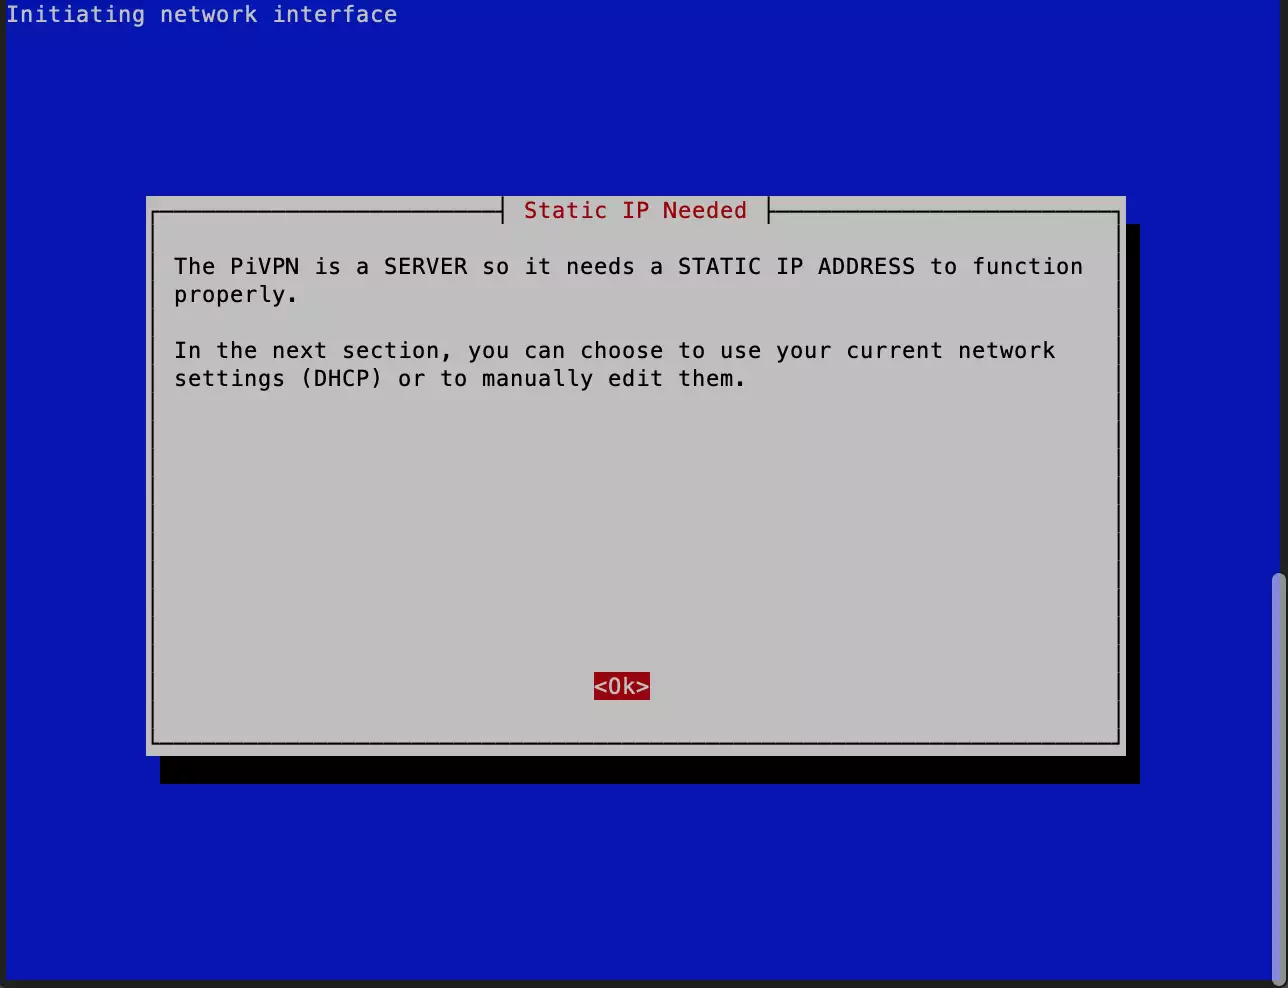 Initiating network interface
Static IP Needed
The PiVPN is a SERVER so it needs a STATIC IP ADDRESS to function
properly.
In the next section, you can choose to use your current network
settings (DHCP) or to manually edit them.
<Ok>